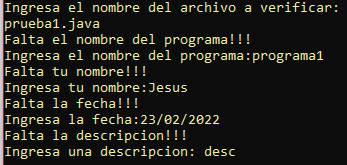 Ingresa el nombre del archivo a verificar:
prueba1.java
Falta el nombre del programa!!!
Ingresa el nombre del programa:programa1
Falta tu nombre!!!
Ingresa tu nombre:Jesus
Falta la fecha!!!
Ingresa la fecha:23/02/2022
Falta la descripcion!!!
Ingresa una descripcion: desc